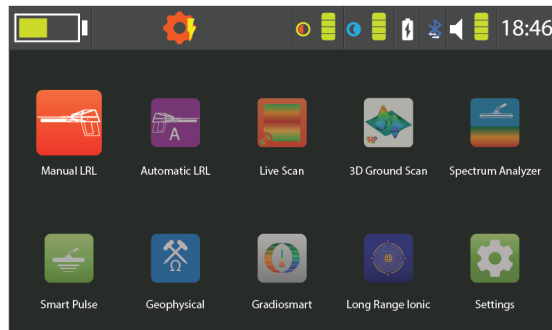 18:46
A
Manual LRL
Automatic LRL
Live Scan
3D Ground Scan
Spectrum Analyzer
Ω
Smart Pulse
Geophysical
Gradiosmart
Long Range Ionic
Settings